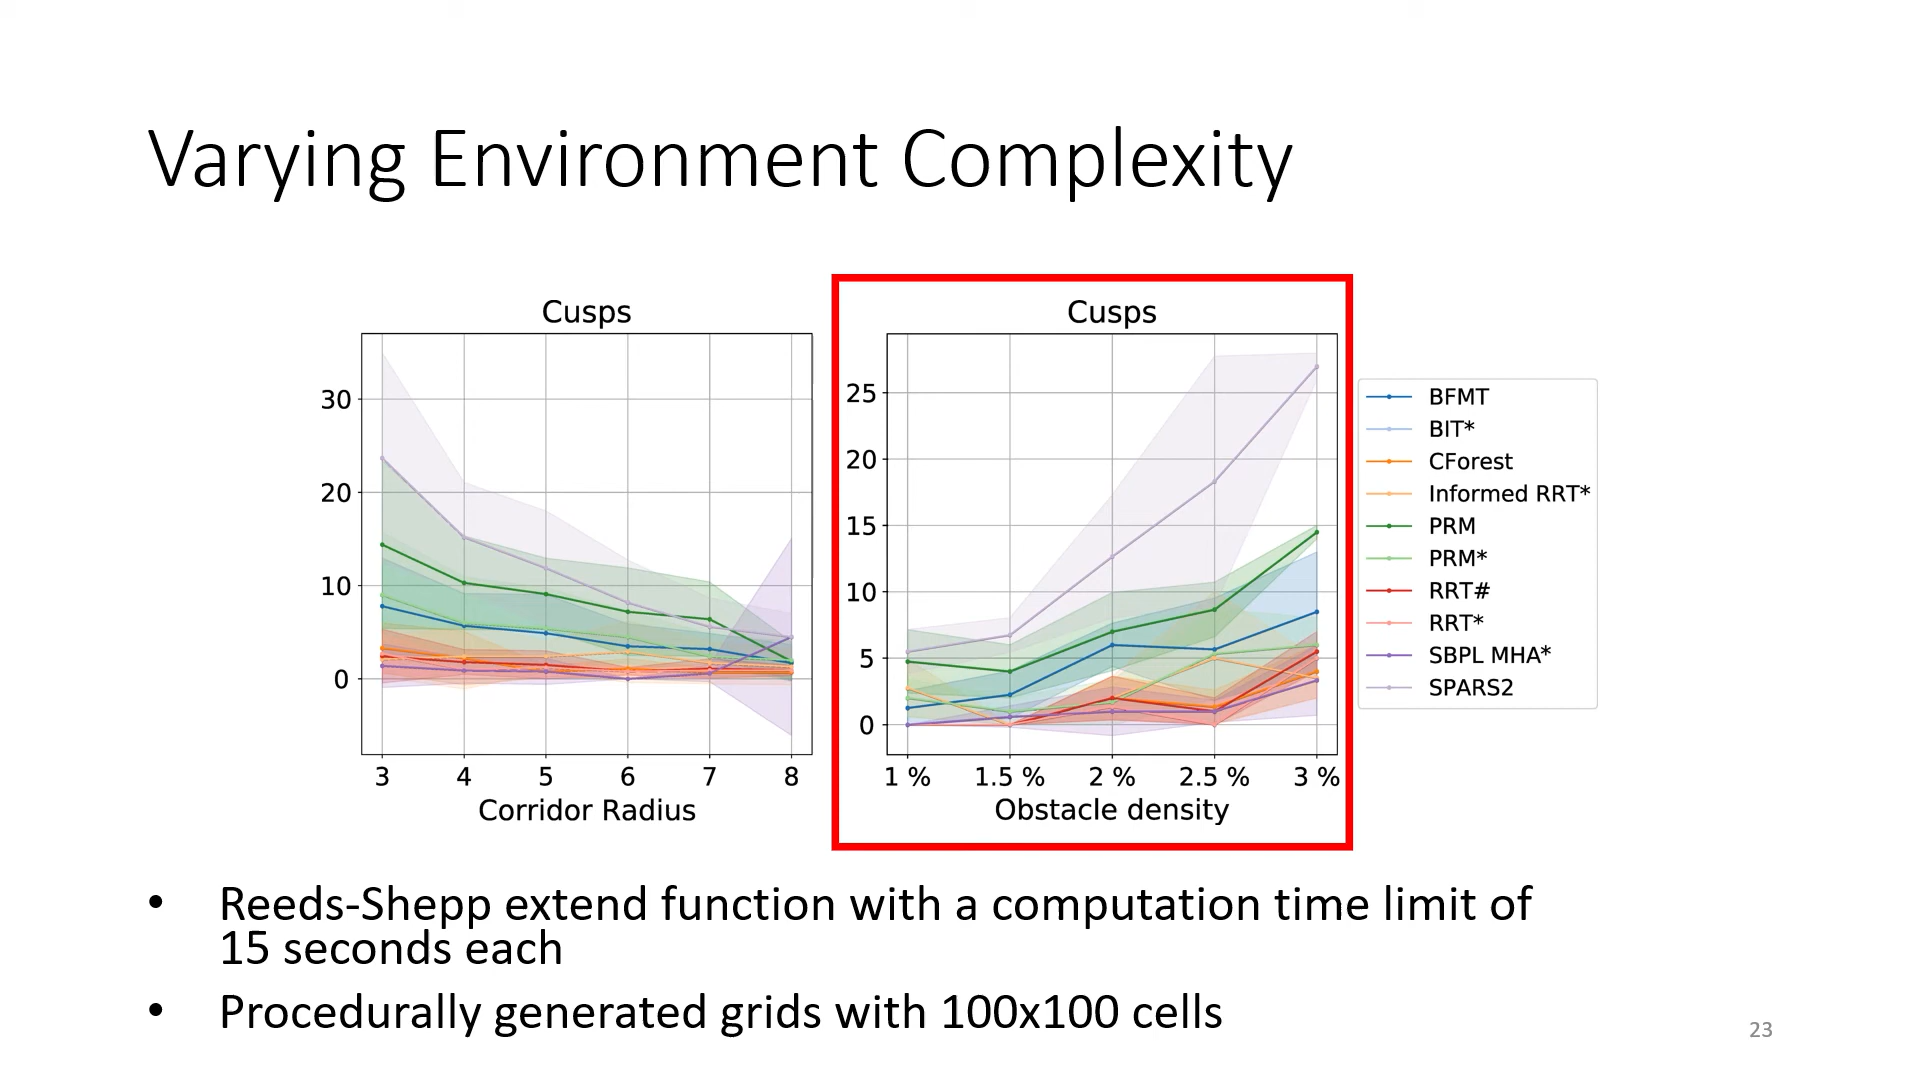 Varying Environment Complexity
Cusps
30
20
10
0
3 4 5 6 7 8
Corridor Radius
Cusps
25
20
15
10
5
0
1 % 1.5 % 2 % 2.5 % 3 %
Obstacle density
BFMT
BIT*
CForest
Informed RRT*
PRM
PRM*
RRT#
RRT*
SBPL MHA*
SPARS2
• Reeds-Shepp extend function with a computation time limit of
15 seconds each
• Procedurally generated grids with 100x100 cells
23